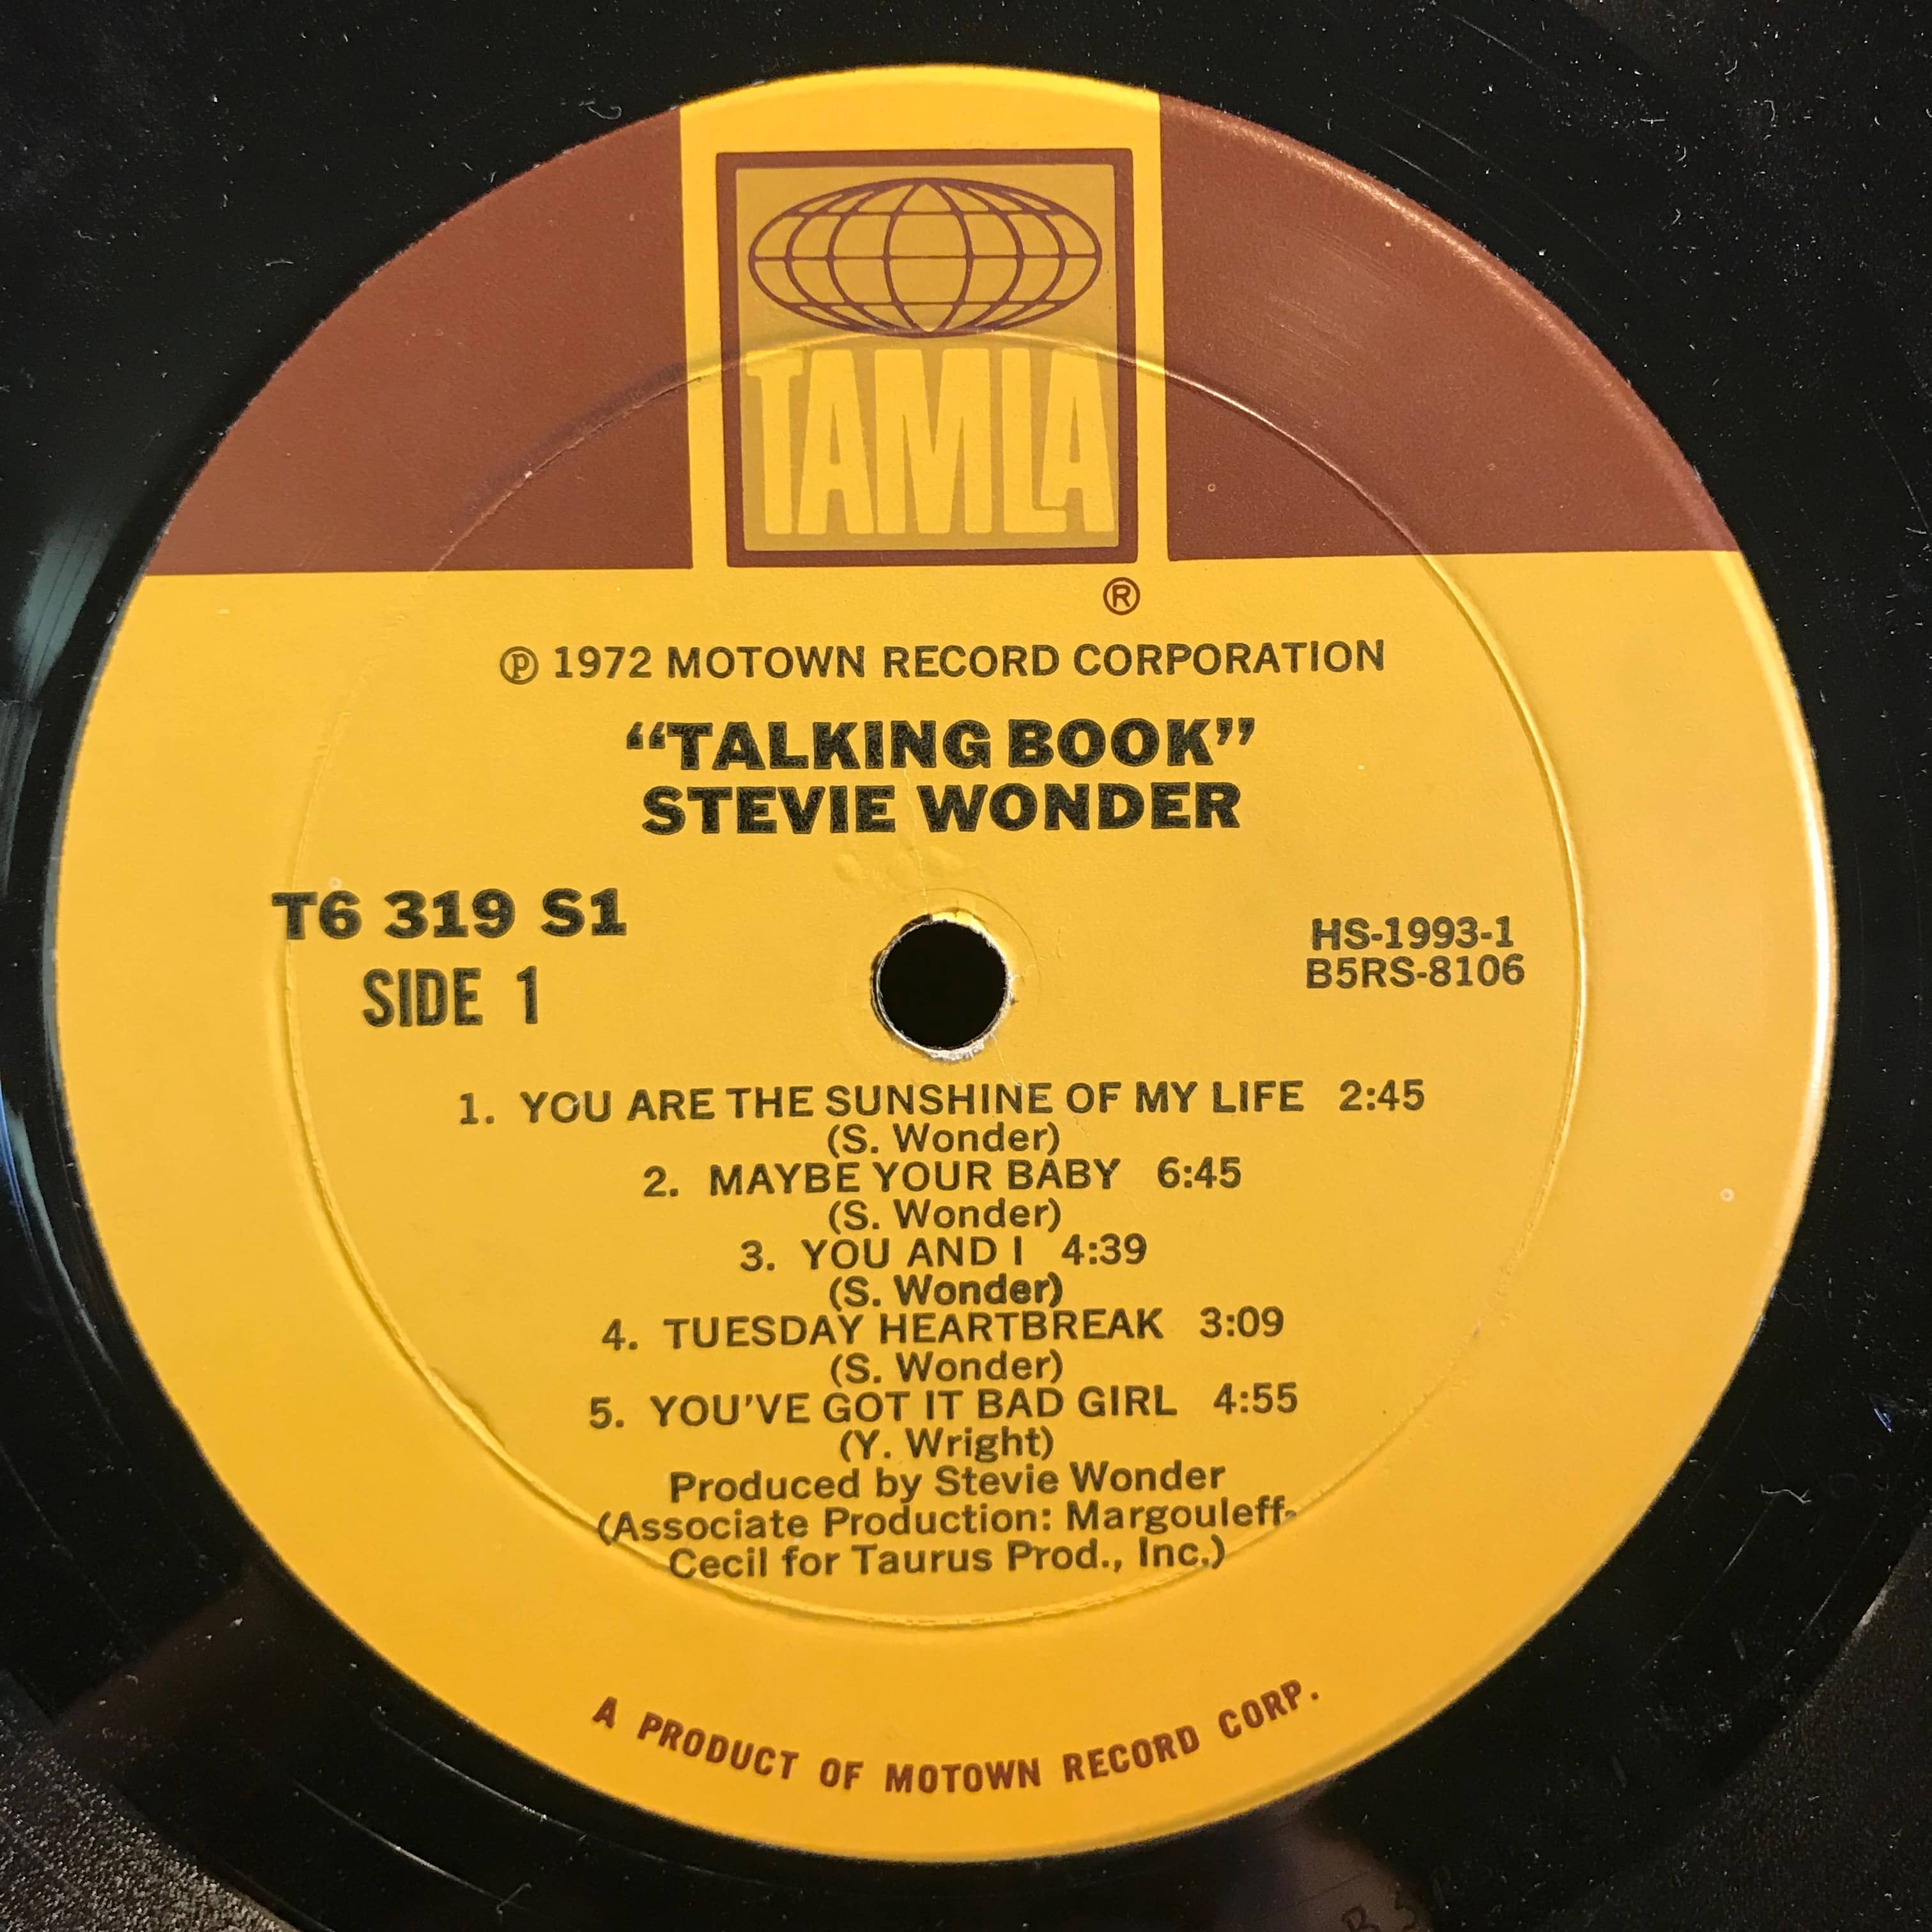 TAMLA
®
℗ 1972 MOTOWN RECORD CORPORATION
“TALKING BOOK”
STEVIE WONDER
T6 319 S1
SIDE 1
HS-1993-1
B5RS-8106
1. YOU ARE THE SUNSHINE OF MY LIFE 2:45
(S. Wonder)
2. MAYBE YOUR BABY 6:45
(S. Wonder)
3. YOU AND I 4:39
(S. Wonder)
4. TUESDAY HEARTBREAK 3:09
(S. Wonder)
5. YOU'VE GOT IT BAD GIRL 4:55
(Y. Wright)
Produced by Stevie Wonder
(Associate Production: Margouleff-
Cecil for Taurus Prod., Inc.)
A PRODUCT OF MOTOWN RECORD CORP.